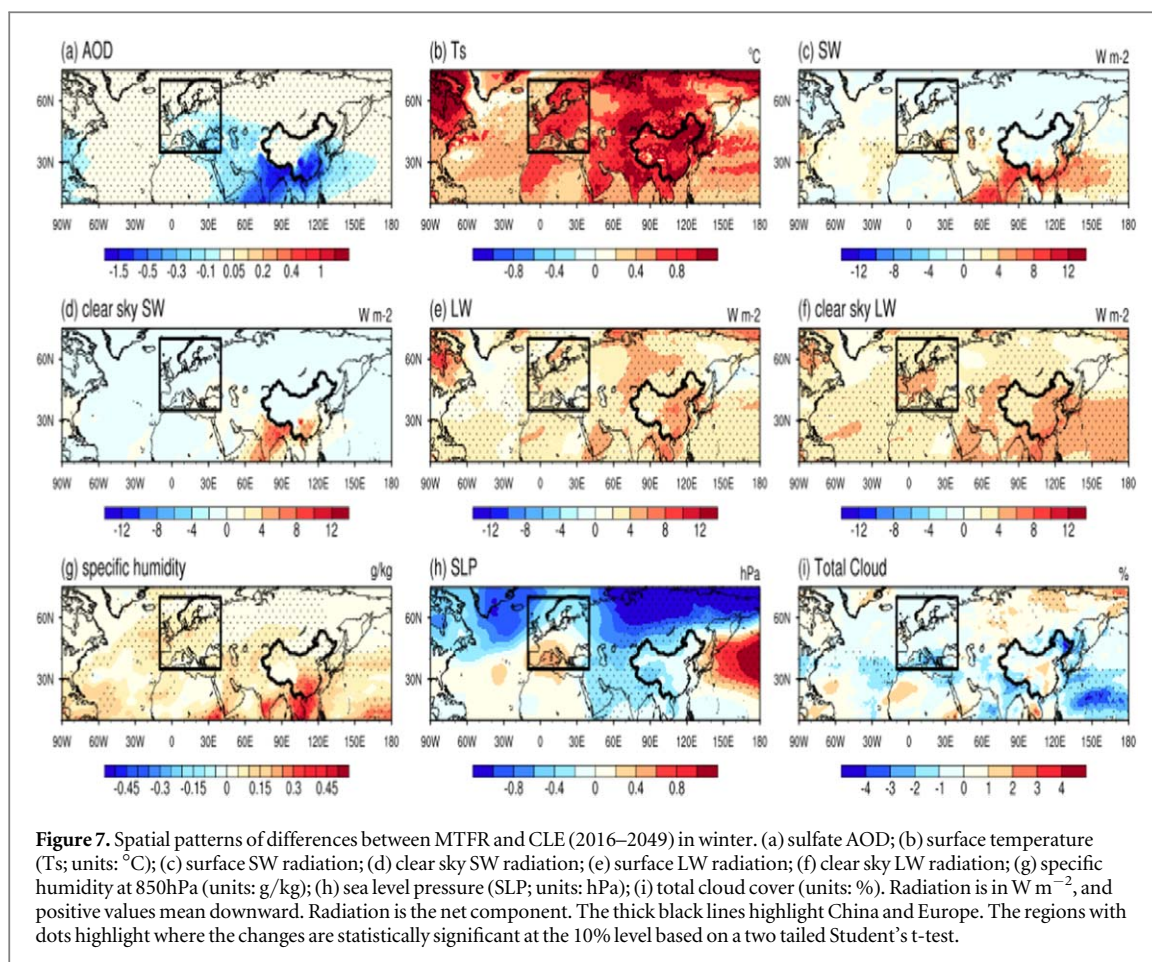 (a) AOD
(b) Ts °C
(c) SW W m-2
60N 60N 60N
30N 30N 30N
90W 60W 30W 0 30E 60E 90E 120E 150E 180 90W 60W 30W 0 30E 60E 90E 120E 150E 180 90W 60W 30W 0 30E 60E 90E 120E 150E 180
-1.5 -0.5 -0.3 -0.1 0.05 0.2 0.4 1 -0.8 -0.4 0 0.4 0.8 -12 -8 -4 0 4 8 12
(d) clear sky SW W m-2
(e) LW W m-2
(f) clear sky LW W m-2
60N 60N 60N
30N 30N 30N
90W 60W 30W 0 30E 60E 90E 120E 150E 180 90W 60W 30W 0 30E 60E 90E 120E 150E 180 90W 60W 30W 0 30E 60E 90E 120E 150E 180
-12 -8 -4 0 4 8 12 -12 -8 -4 0 4 8 12 -12 -8 -4 0 4 8 12
(g) specific humidity g/kg
(h) SLP hPa
(i) Total Cloud %
60N 60N 60N
30N 30N 30N
90W 60W 30W 0 30E 60E 90E 120E 150E 180 90W 60W 30W 0 30E 60E 90E 120E 150E 180 90W 60W 30W 0 30E 60E 90E 120E 150E 180
-0.45 -0.3 -0.15 0 0.15 0.3 0.45 -0.8 -0.4 0 0.4 0.8 -4 -3 -2 -1 0 1 2 3 4
Figure 7. Spatial patterns of differences between MTFR and CLE (2016–2049) in winter. (a) sulfate AOD; (b) surface temperature
(Ts; units: °C); (c) surface SW radiation; (d) clear sky SW radiation; (e) surface LW radiation; (f) clear sky LW radiation; (g) specific
humidity at 850hPa (units: g/kg); (h) sea level pressure (SLP; units: hPa); (i) total cloud cover (units: %). Radiation is in W m⁻², and
positive values mean downward. Radiation is the net component. The thick black lines highlight China and Europe. The regions with
dots highlight where the changes are statistically significant at the 10% level based on a two tailed Student's t-test.